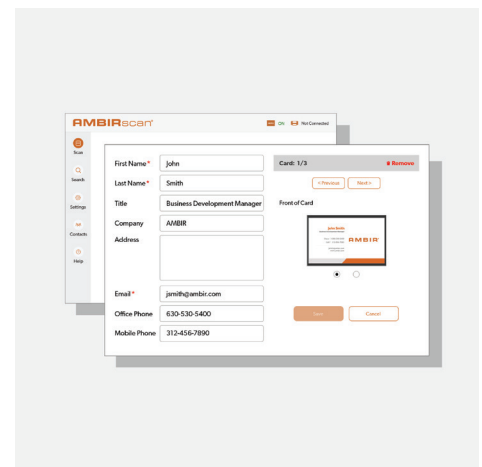 AMBIRscan
ON Not Connected
Scan
Search
Settings
Contacts
Help
First Name* John
Last Name* Smith
Title Business Development Manager
Company AMBIR
Address
Email* jsmith@ambir.com
Office Phone 630-530-5400
Mobile Phone 312-456-7890
Card: 1/3 Remove
<Previous Next>
Front of Card
John Smith
AMBIR
Save Cancel